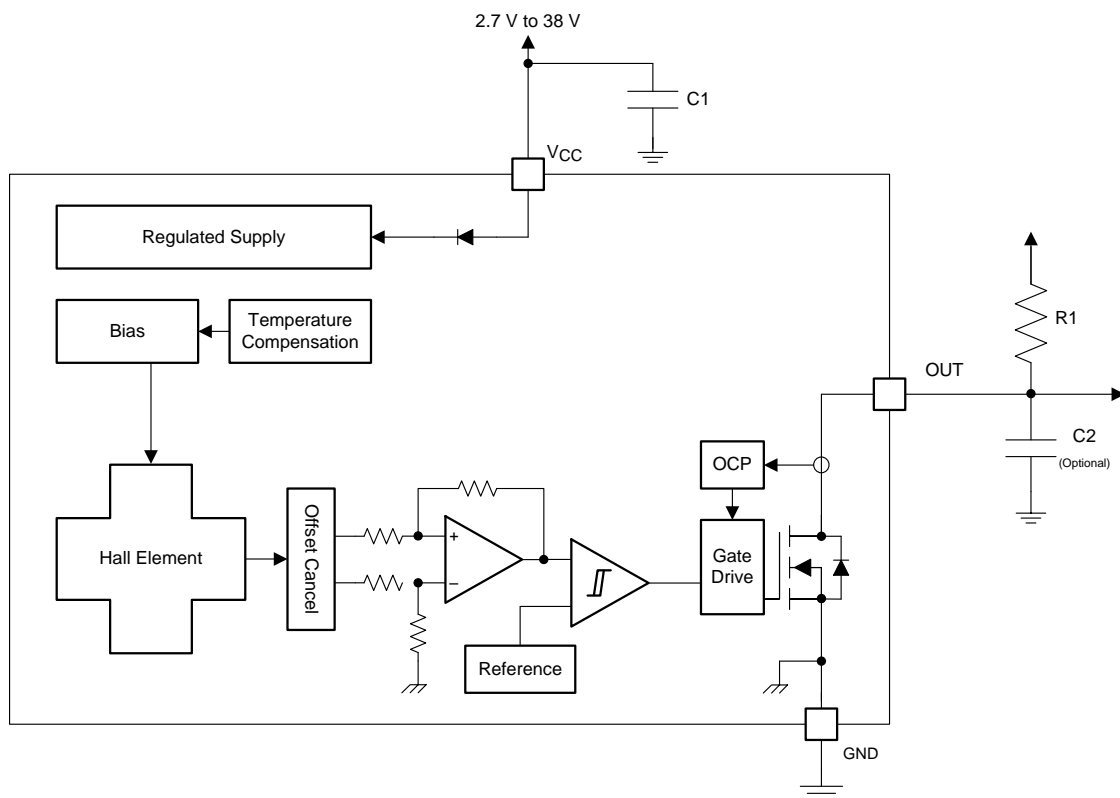 2.7 V to 38 V
C1
VCC
Regulated Supply
Bias
Temperature
Compensation
R1
OUT
C2
(Optional)
OCP
Hall Element
Offset Cancel
+
–
Gate
Drive
Reference
GND